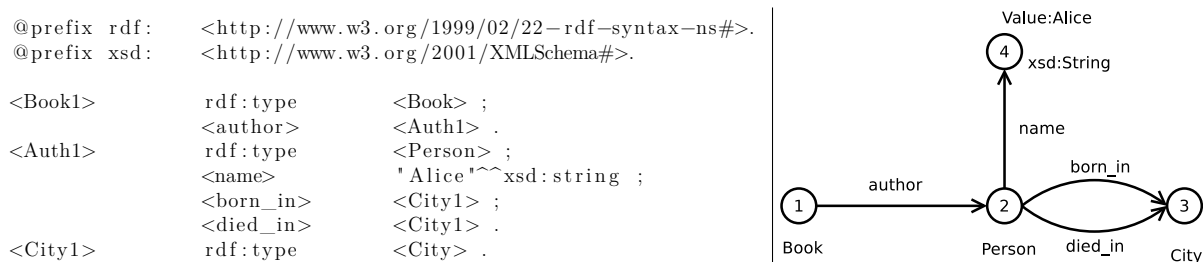 @prefix rdf: <http://www.w3.org/1999/02/22-rdf-syntax-ns#>.
@prefix xsd: <http://www.w3.org/2001/XMLSchema#>.
<Book1> rdf:type <Book> ;
<author> <Auth1> .
<Auth1> rdf:type <Person> ;
<name> "Alice"^^xsd:string ;
<born_in> <City1> ;
<died_in> <City1> .
<City1> rdf:type <City> .
Value:Alice
4
xsd:String
name
author
born_in
1
2
3
Book
Person
died_in
City